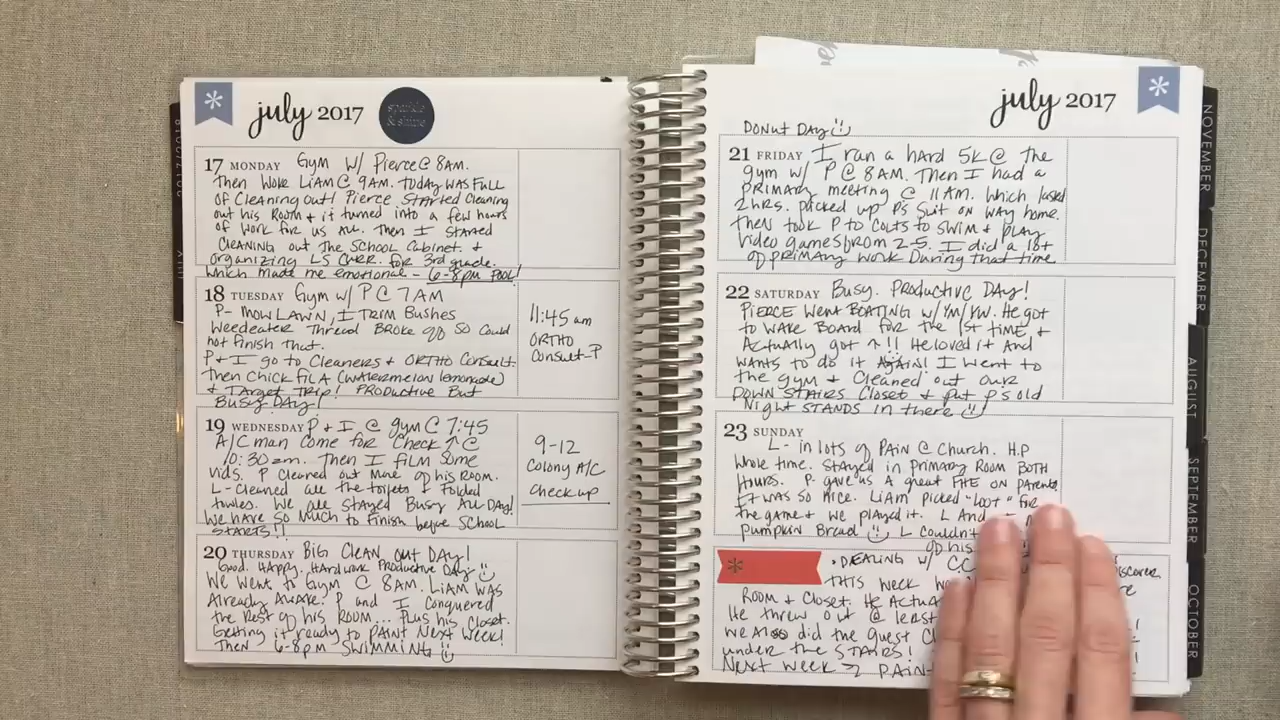 july 2017
sparkle
& shine
17 MONDAY Gym w/ Pierce @ 8AM.
Then woke Liam @ 9AM. Today was full
of cleaning out! Pierce started cleaning
out his room & it turned into a few hours
of work for us all. Then I started
cleaning out the school cabinet. &
organizing LS Curr. for 3rd grade
which made me emotional - 6-8pm Pool!
18 TUESDAY Gym w/ P @ 7AM
P- mow lawn, I trim bushes
Weedeater thread broke so could
not finish that.
P & I go to cleaners & ortho consult.
Then chick fil A (watermelon lemonade)
& Target trip! Productive But
Busy Day!
11:45 am
ORTHO
Consult-P
19 WEDNESDAY P & I @ gym @ 7:45
A/C man come for check ↑ @
10:30am. Then I film some
vids. P cleaned out more of his room.
L-cleaned all the toilets & folded
towles. We all stayed Busy All Day!
We have so much to finish before school
starts!!
9-12
Colony A/C
Check up
20 THURSDAY Big Clean out Day!
Good. Happy. Hardwork Productive Day
We went to Gym @ 8AM. Liam was
Already awake! P and I conquered
the rest of his room... Plus his closet.
Getting it ready to paint next week!
Then 6-8pm swimming
july 2017
Donut Day
21 FRIDAY I ran a hard 5K @ the
gym w/ P @ 8AM. Then I had a
primary meeting @ 11AM. which lasted
2hrs. Picked up P's suit on way home.
Then took P to Colts to swim & play
video games from 2-5. I did a lot
of primary work During that time
22 SATURDAY Busy. Productive Day!
Pierce went boating w/ YM/YW. He got
to wake board for the 1st time &
Actually got ↑!! He loved it and
wants to do it again! I went to
the gym & cleaned out our
Down stairs closet & put P's old
Night stands in there
23 SUNDAY
L- in lots of pain @ church. H.P
whole time. Stayed in primary room both
Hours. P. gave us a great FHE on parents
It was so nice. Liam picked "loot" for
the game & we played it. L And
pumpkin Bread L couldn't
of his
• Dealing w/
This week
Room & closet. He
He threw out @ least
We also did the guest
under the stairs!
Next week
NOVEMBER
DECEMBER
AUGUST
SEPTEMBER
OCTOBER